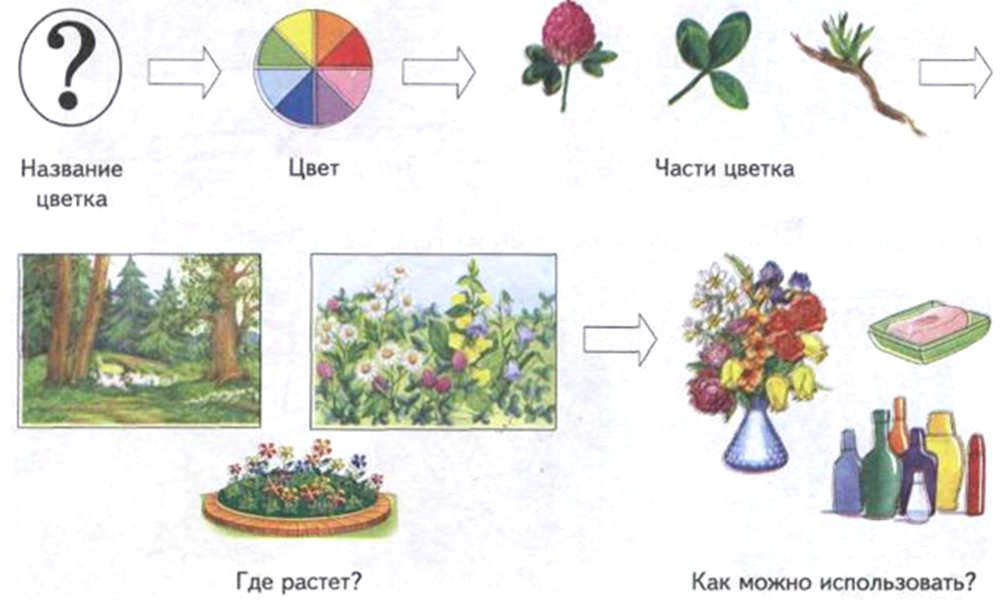 ?
Название
цветка
Цвет
Части цветка
Где растет?
Как можно использовать?